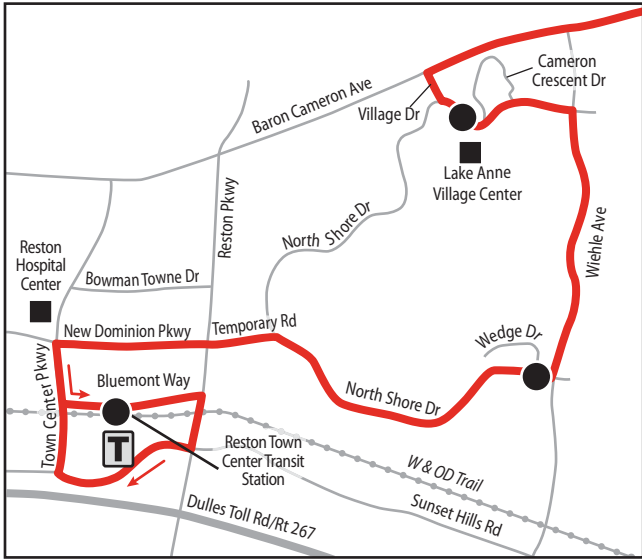 Cameron
Crescent Dr
Baron Cameron Ave
Village Dr
Lake Anne
Village Center
North Shore Dr
Reston Pkwy
Wiehle Ave
Reston
Hospital
Center
Bowman Towne Dr
New Dominion Pkwy
Temporary Rd
Wedge Dr
Town Center Pkwy
Bluemont Way
North Shore Dr
T
Reston Town
Center Transit
Station
W & OD Trail
Sunset Hills Rd
Dulles Toll Rd/Rt 267